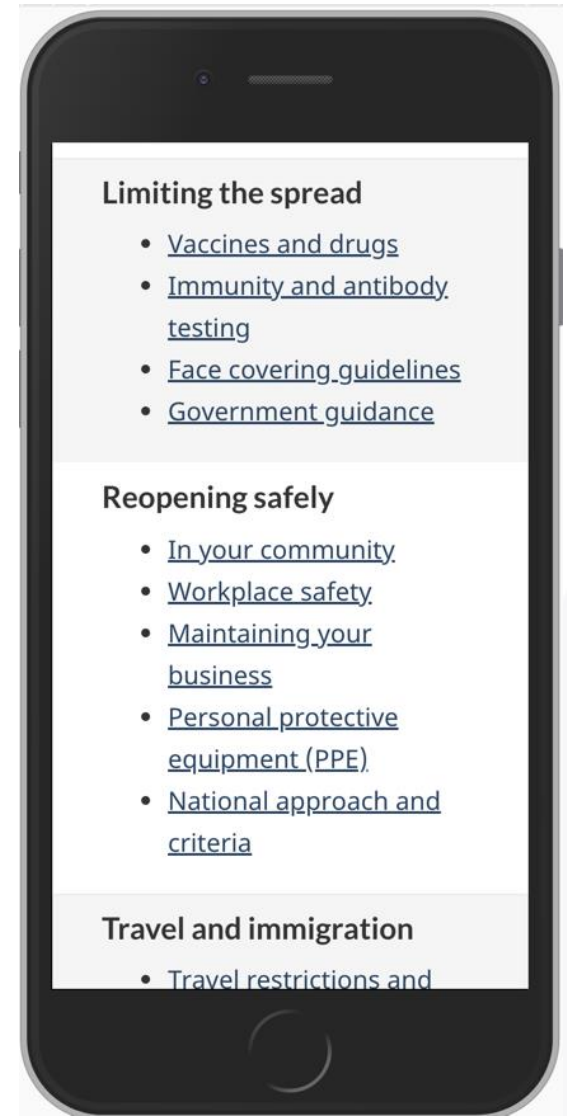 Limiting the spread
• Vaccines and drugs
• Immunity and antibody
testing
• Face covering guidelines
• Government guidance
Reopening safely
• In your community
• Workplace safety
• Maintaining your
business
• Personal protective
equipment (PPE)
• National approach and
criteria
Travel and immigration
• Travel restrictions and